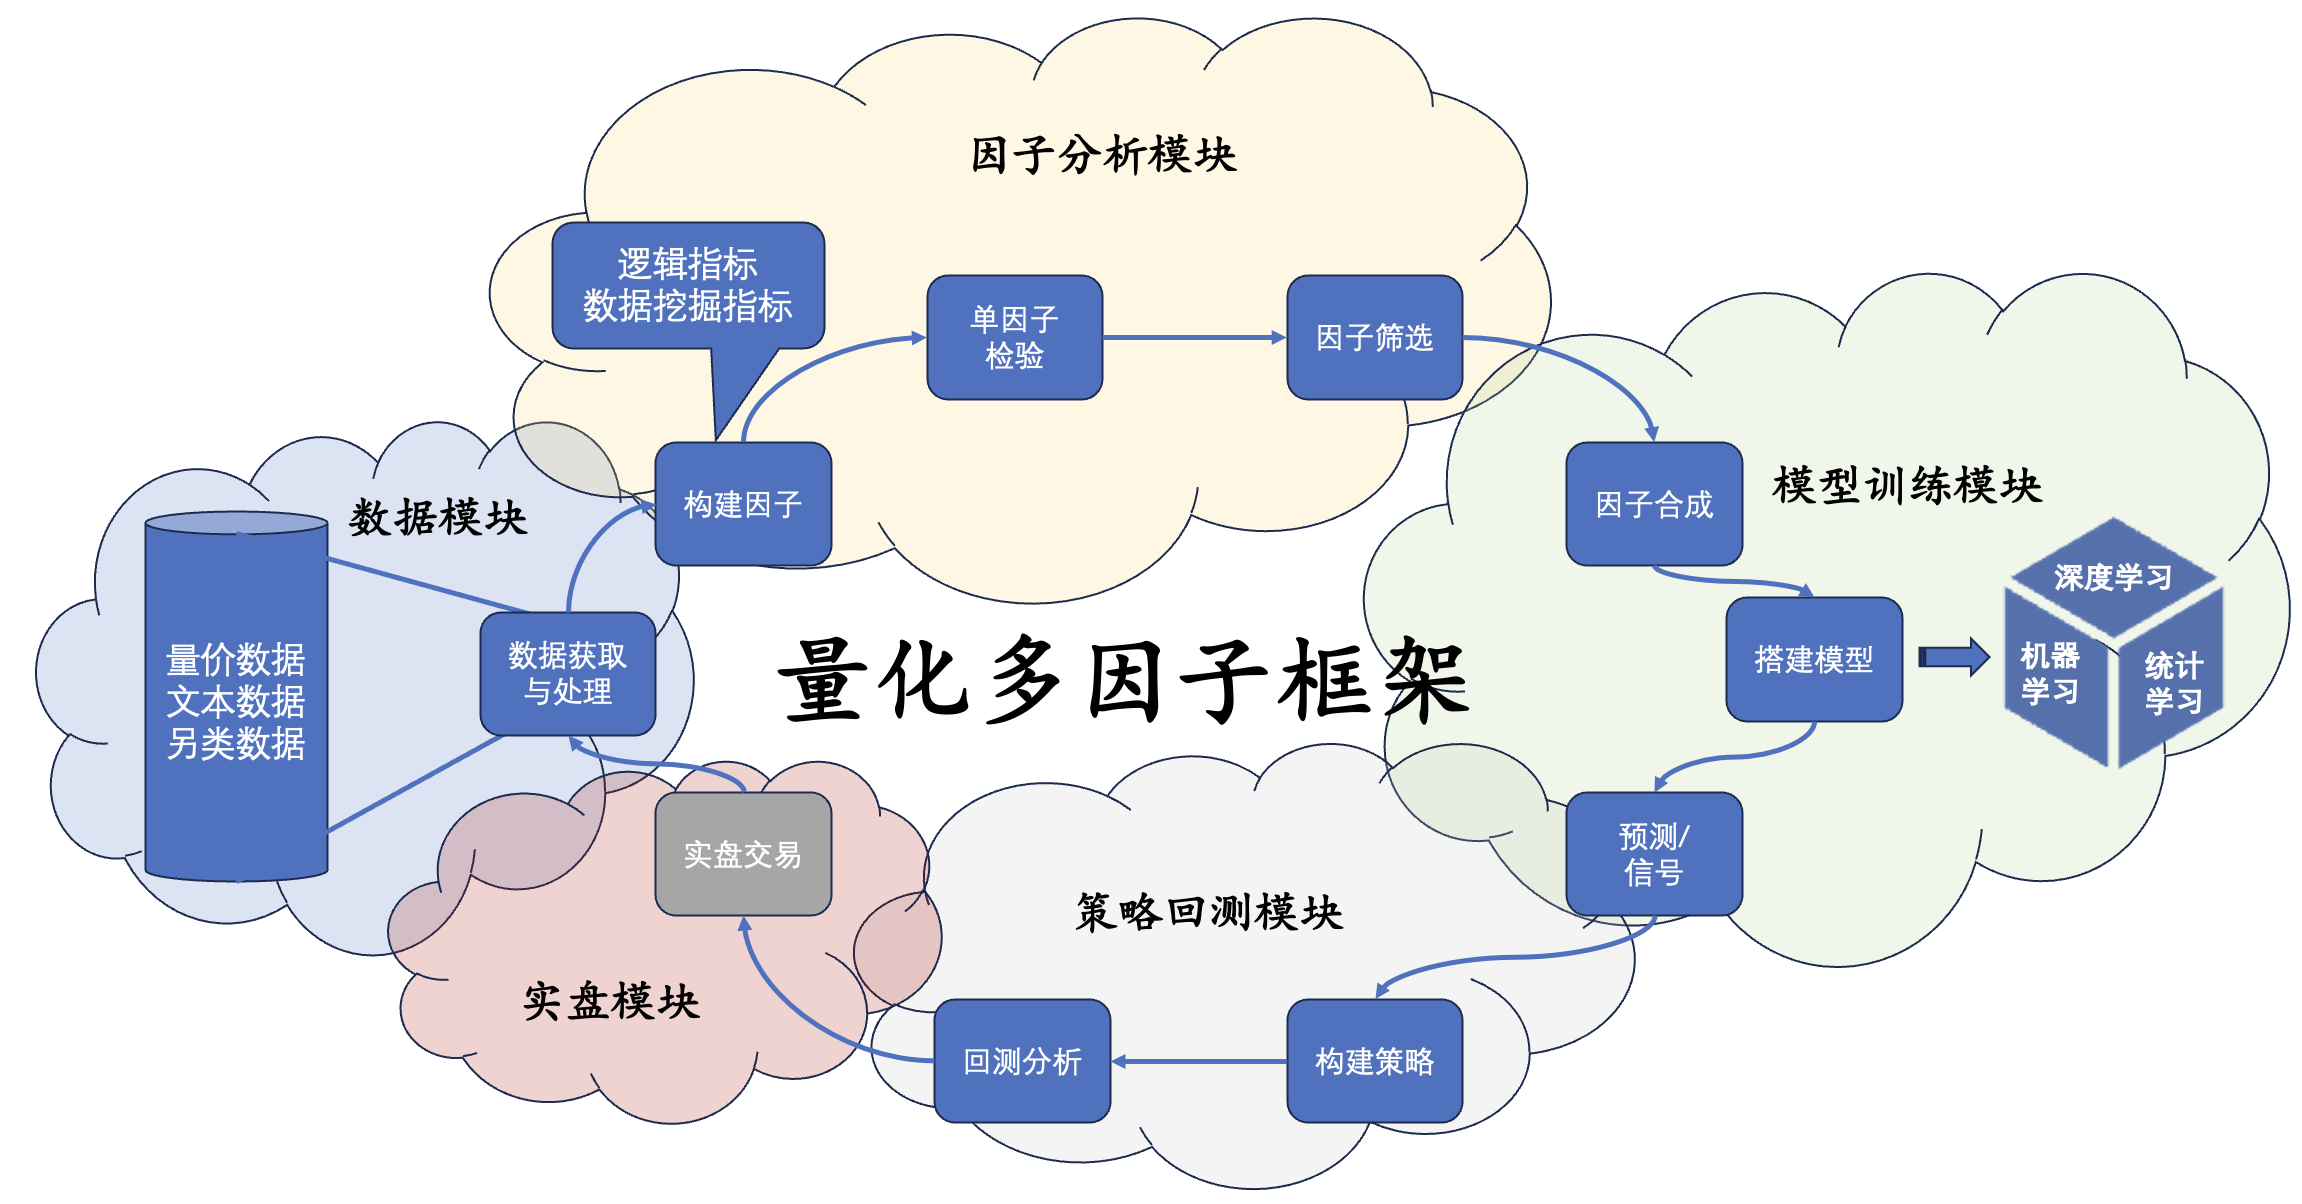 因子分析模块
逻辑指标
数据挖掘指标
单因子
检验
因子筛选
构建因子
因子合成
模型训练模块
数据模块
量价数据
文本数据
另类数据
数据获取
与处理
量化多因子框架
搭建模型
深度学习
机器
学习
统计
学习
实盘交易
预测/
信号
策略回测模块
实盘模块
回测分析
构建策略